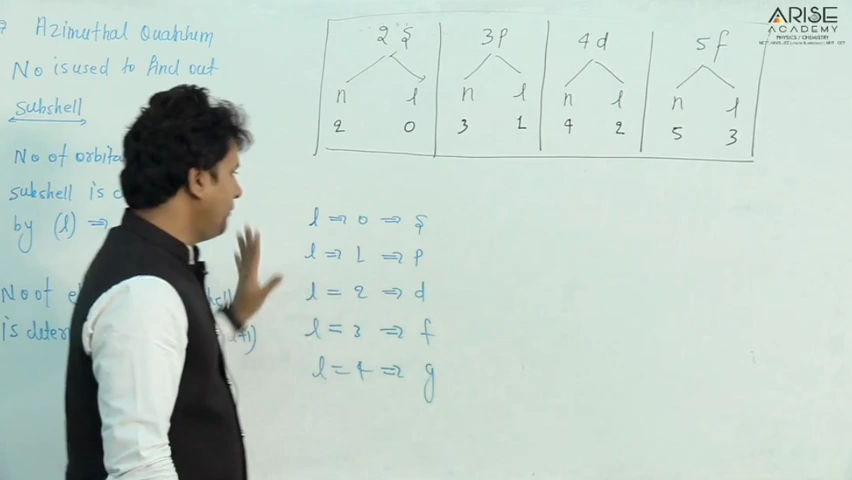 Azimuthal Quantum
No is used to find out
subshell
No of orbita
subshell is
by (l) ⇒
No of
is deter
2s 3p 4d 5f
n l n l n l n l
2 0 3 1 4 2 5 3
l ⇒ 0 ⇒ s
l ⇒ 1 ⇒ p
l = 2 ⇒ d
l = 3 ⇒ f
l = 4 ⇒ g
ARISE
ACADEMY
PHYSICS / CHEMISTRY